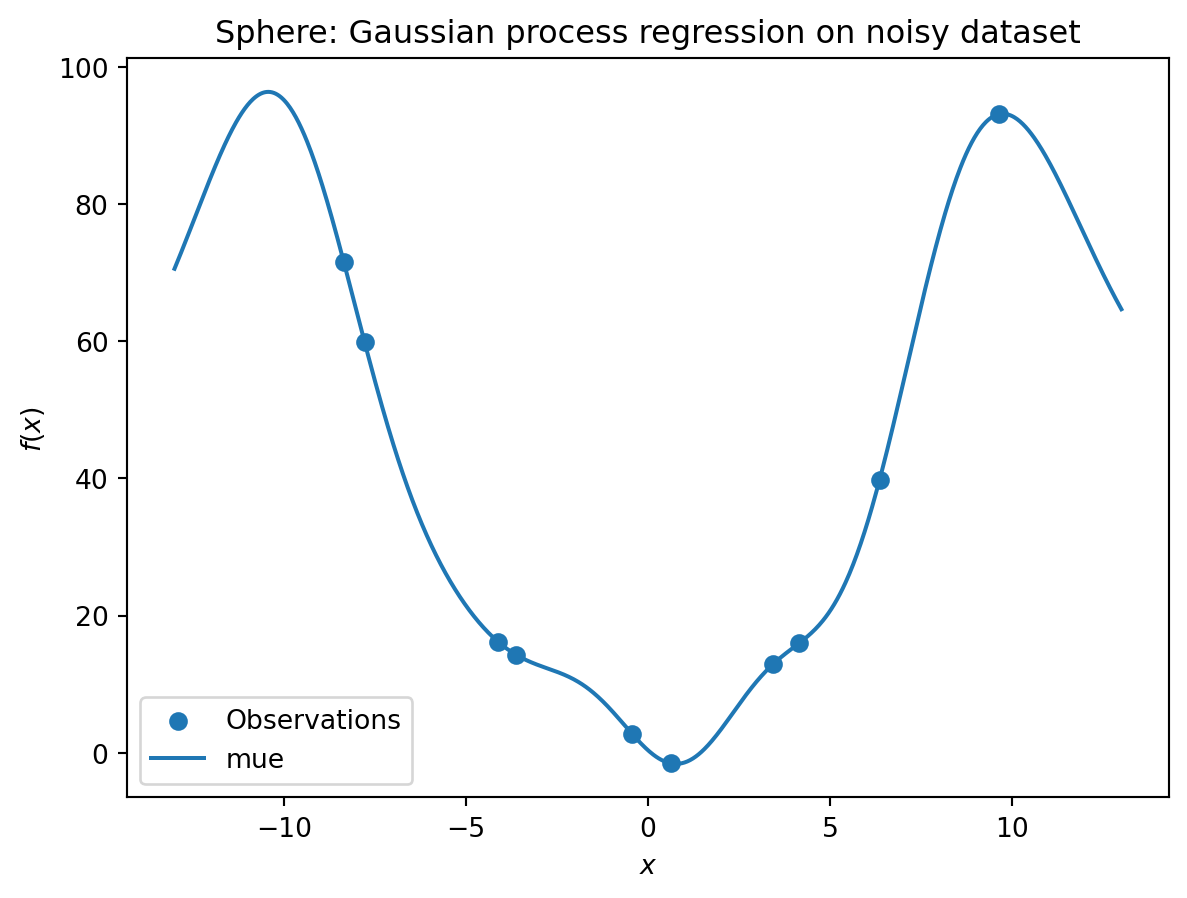 Sphere: Gaussian process regression on noisy dataset
100
80
60
40
20
0
f(x)
Observations
mue
−10
−5
0
5
10
x